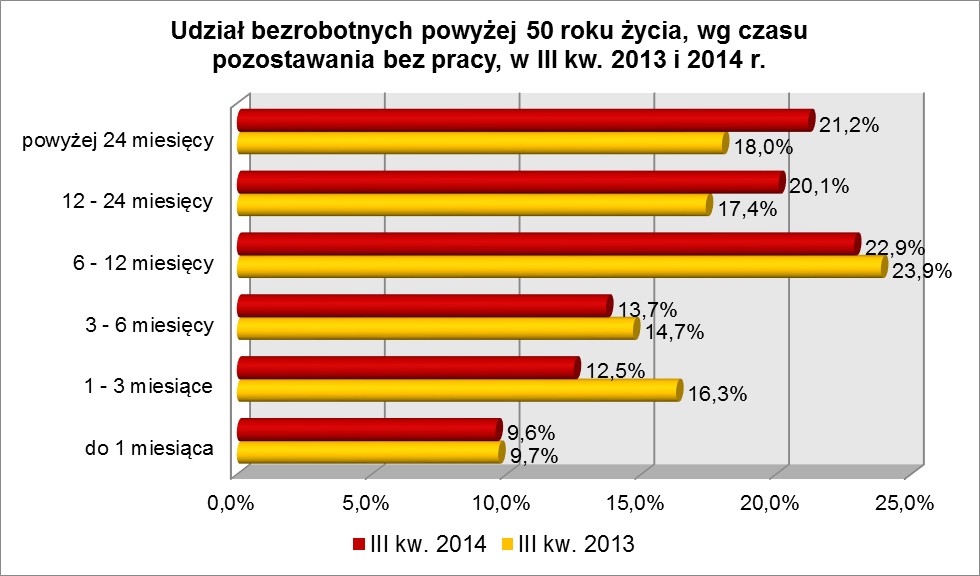 Udział bezrobotnych powyżej 50 roku życia, wg czasu
pozostawania bez pracy, w III kw. 2013 i 2014 r.
powyżej 24 miesięcy
21,2%
18,0%
12 - 24 miesięcy
20,1%
17,4%
6 - 12 miesięcy
22,9%
23,9%
3 - 6 miesięcy
13,7%
14,7%
1 - 3 miesiące
12,5%
16,3%
do 1 miesiąca
9,6%
9,7%
0,0% 5,0% 10,0% 15,0% 20,0% 25,0%
III kw. 2014 III kw. 2013